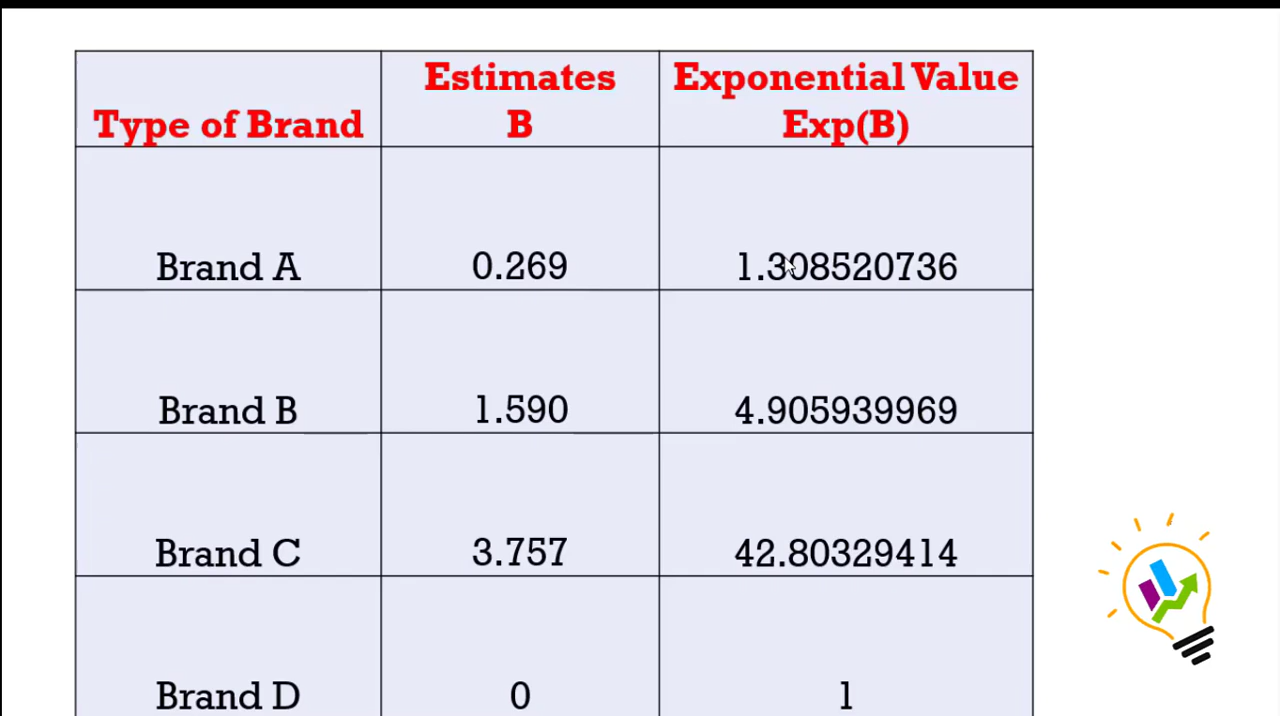 Type of Brand
Estimates
B
Exponential Value
Exp(B)
Brand A 0.269 1.308520736
Brand B 1.590 4.905939969
Brand C 3.757 42.80329414
Brand D 0 1